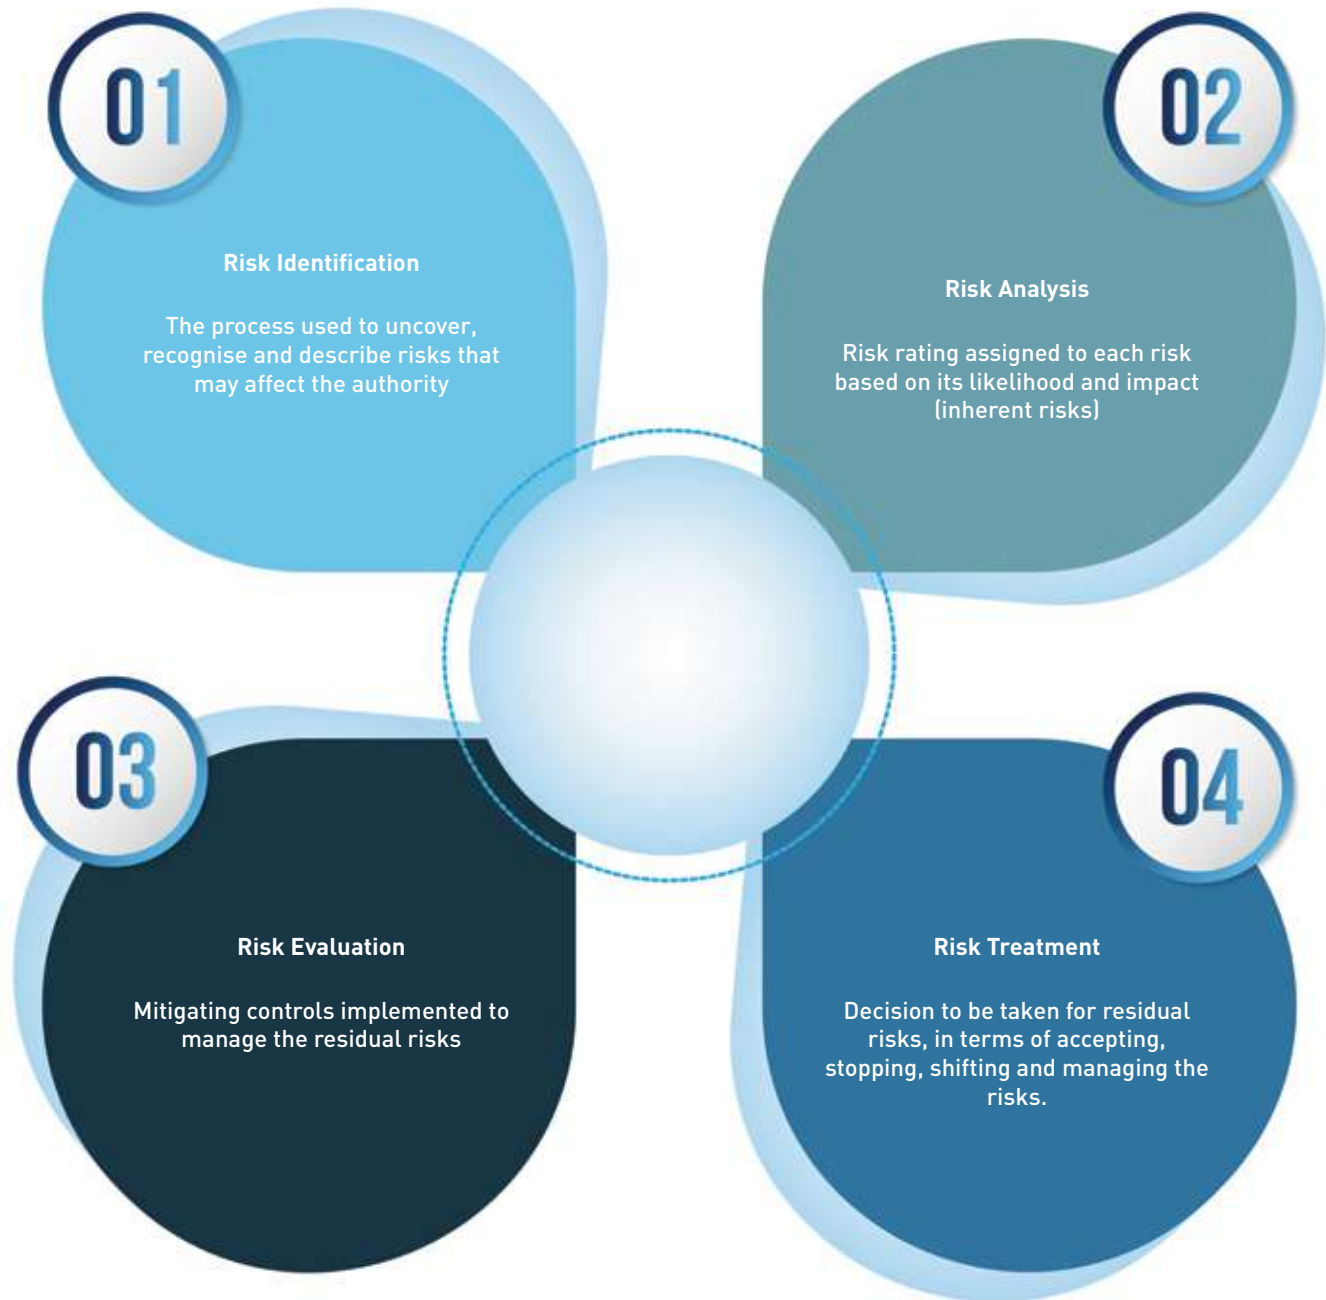 01
Risk Identification
The process used to uncover,
recognise and describe risks that
may affect the authority
02
Risk Analysis
Risk rating assigned to each risk
based on its likelihood and impact
(inherent risks)
03
Risk Evaluation
Mitigating controls implemented to
manage the residual risks
04
Risk Treatment
Decision to be taken for residual
risks, in terms of accepting,
stopping, shifting and managing the
risks.